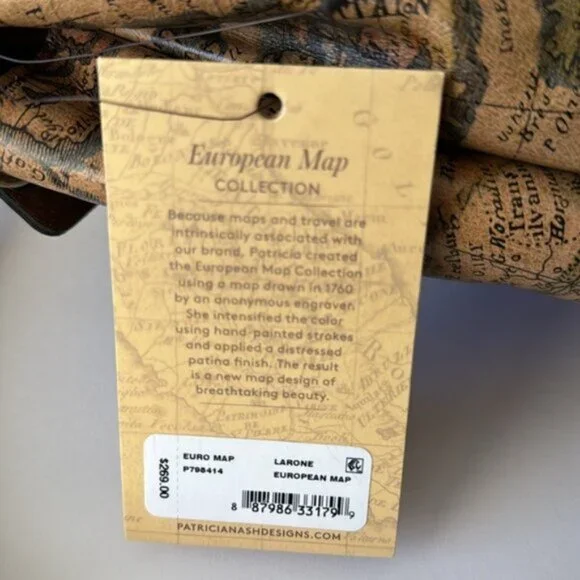 European Map
COLLECTION
Because maps and travel are
intrinsically associated with
our brand, Patricia created
the European Map Collection
using a map drawn in 1760
by an anonymous engraver.
She intensified the color
using hand-painted strokes
and applied a distressed
patina finish. The result
is a new map design of
breathtaking beauty.
$269.00
EURO MAP
P798414
LARONE
EUROPEAN MAP
8 87986 33179 9
PATRICIANASHDESIGNS.COM
Tran